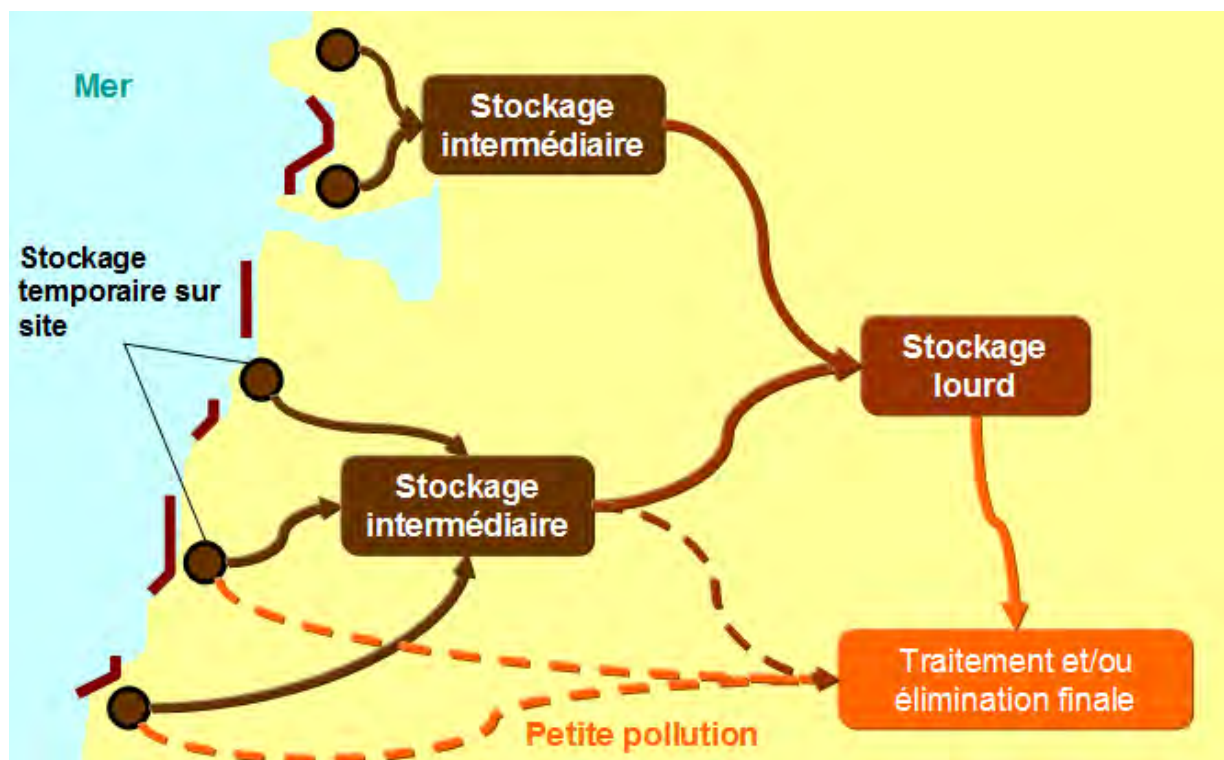 Mer
Stockage
intermédiaire
Stockage
temporaire sur
site
Stockage
lourd
Stockage
intermédiaire
Traitement et/ou
élimination finale
Petite pollution